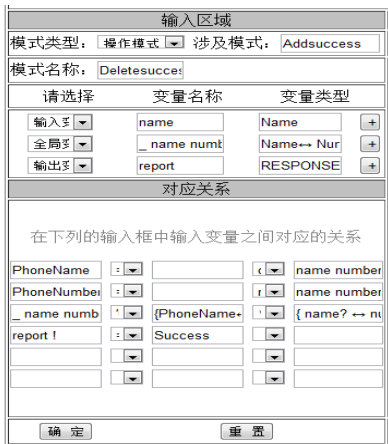 输入区域
模式类型： 操作模式 涉及模式： Addsuccess
模式名称： Deletesucces
请选择 变量名称 变量类型
输入变 name Name +
全局变 _ name numb Name↔ Nur +
输出变 report RESPONSE +
对应关系
在下列的输入框中输入变量之间对应的关系
PhoneName name number
PhoneNumber name number
_ name numb {PhoneName↔ { name? ↔ nu
report ! Success
确 定 重 置